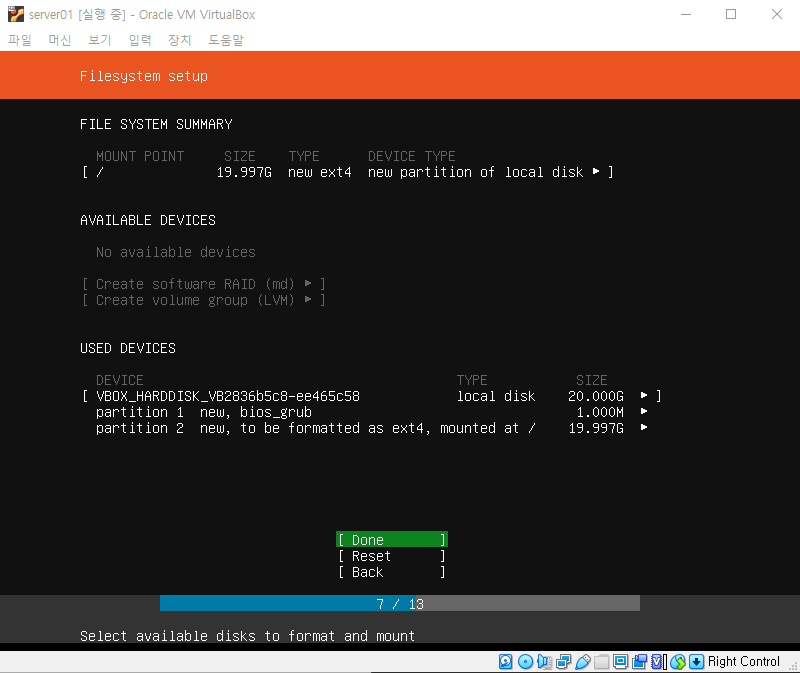 server01 [실행 중] - Oracle VM VirtualBox
파일 머신 보기 입력 장치 도움말
Filesystem setup
FILE SYSTEM SUMMARY
MOUNT POINT SIZE TYPE DEVICE TYPE
[ / 19.997G new ext4 new partition of local disk ▸ ]
AVAILABLE DEVICES
No available devices
[ Create software RAID (md) ▸ ]
[ Create volume group (LVM) ▸ ]
USED DEVICES
DEVICE TYPE SIZE
[ VBOX_HARDDISK_VB2836b5c8-ee465c58 local disk 20.000G ▸ ]
partition 1 new, bios_grub 1.000M ▸
partition 2 new, to be formatted as ext4, mounted at / 19.997G ▸
[ Done ]
[ Reset ]
[ Back ]
7 / 13
Select available disks to format and mount
Right Control